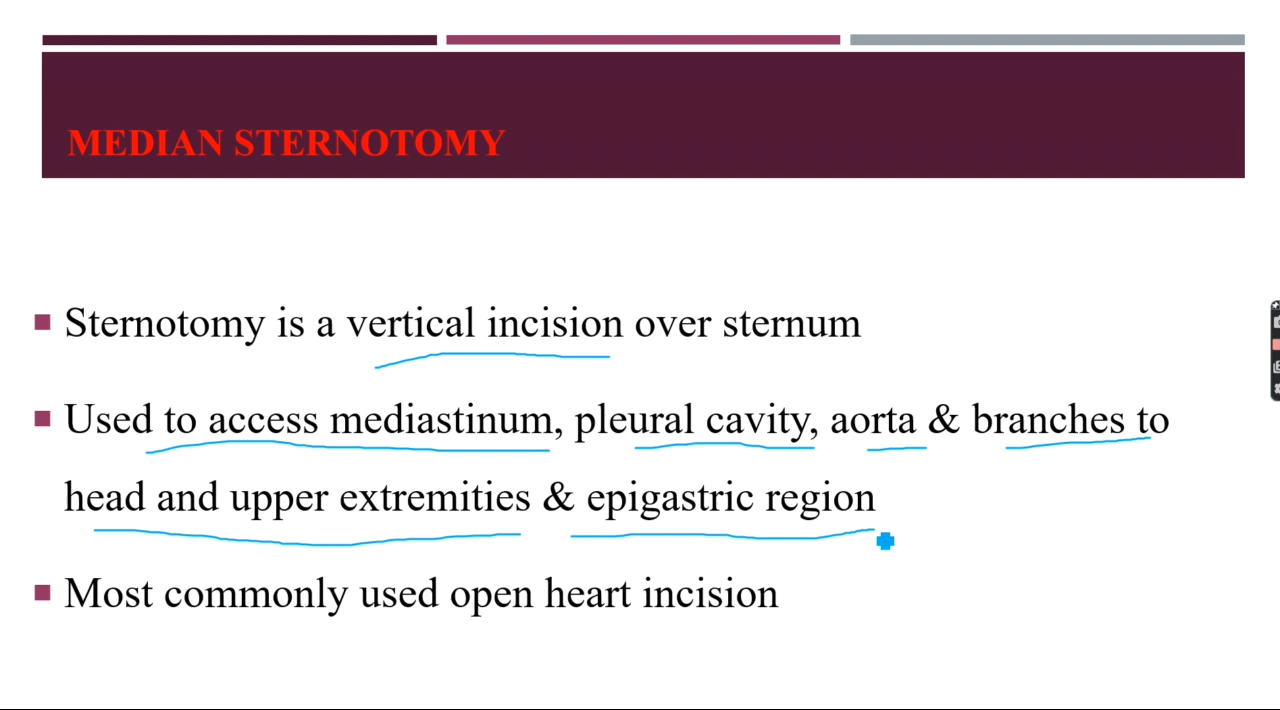 MEDIAN STERNOTOMY
Sternotomy is a vertical incision over sternum
Used to access mediastinum, pleural cavity, aorta & branches to
head and upper extremities & epigastric region
Most commonly used open heart incision